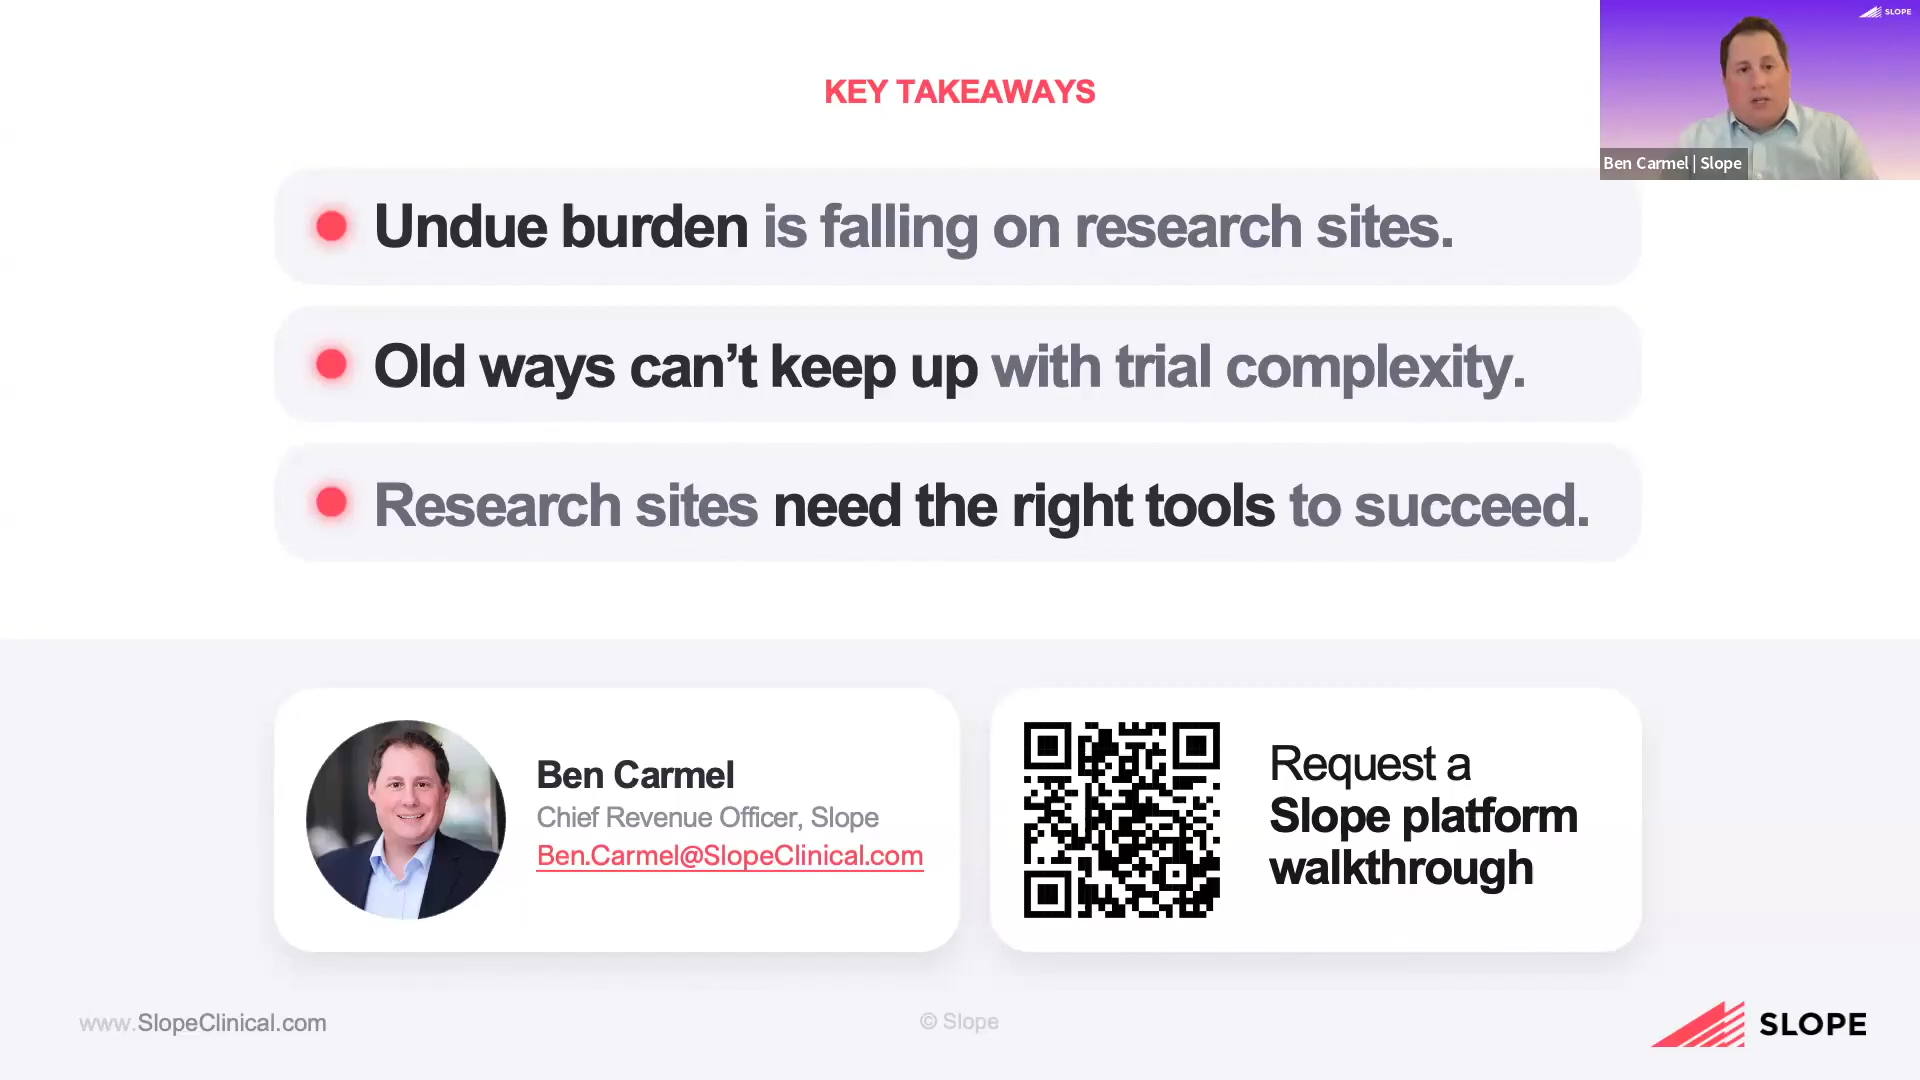 SLOPE
Ben Carmel | Slope
KEY TAKEAWAYS
Undue burden is falling on research sites.
Old ways can’t keep up with trial complexity.
Research sites need the right tools to succeed.
Ben Carmel
Chief Revenue Officer, Slope
Ben.Carmel@SlopeClinical.com
Request a
Slope platform
walkthrough
www.SlopeClinical.com
© Slope
SLOPE